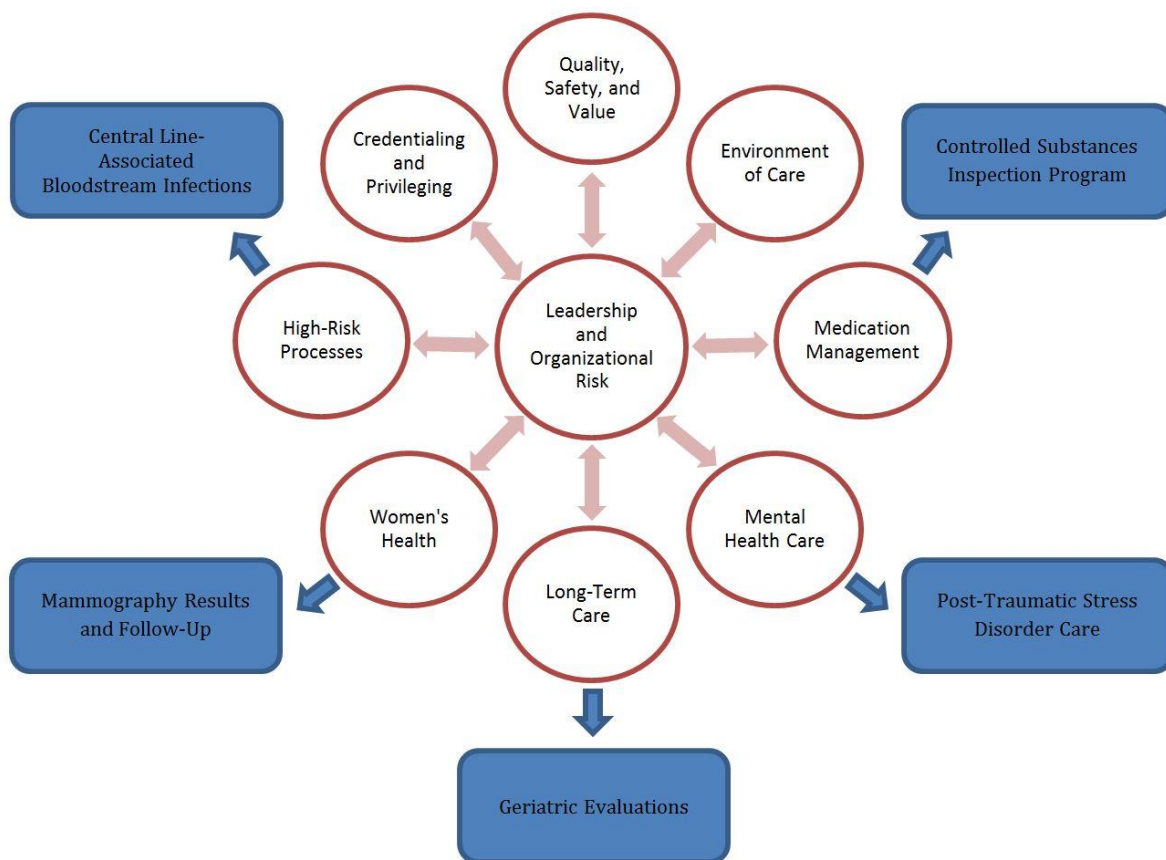 Quality,
Safety, and
Value
Credentialing
and
Privileging
Environment
of Care
Central Line-
Associated
Bloodstream Infections
Controlled Substances
Inspection Program
High-Risk
Processes
Leadership
and
Organizational
Risk
Medication
Management
Women's
Health
Mental
Health Care
Long-Term
Care
Mammography Results
and Follow-Up
Post-Traumatic Stress
Disorder Care
Geriatric Evaluations